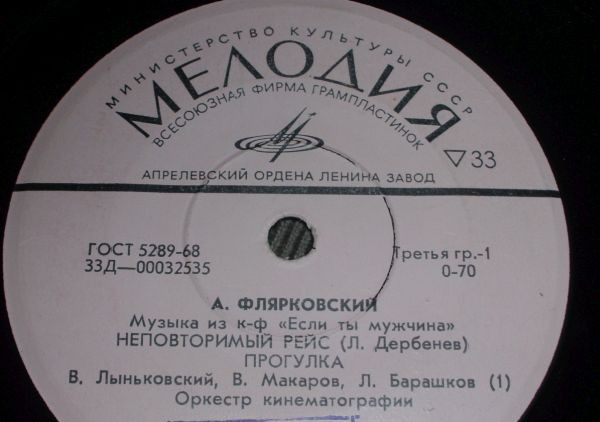 МИНИСТЕРСТВО КУЛЬТУРЫ СССР
МЕЛОДИЯ
ВСЕСОЮЗНАЯ ФИРМА ГРАМПЛАСТИНОК
▽33
АПРЕЛЕВСКИЙ ОРДЕНА ЛЕНИНА ЗАВОД
ГОСТ 5289-68
33Д—00032535
Третья гр.-1
0-70
А. ФЛЯРКОВСКИЙ
Музыка из к-ф «Если ты мужчина»
НЕПОВТОРИМЫЙ РЕЙС (Л. Дербенев)
ПРОГУЛКА
В. Лыньковский, В. Макаров, Л. Барашков (1)
Оркестр кинематографии